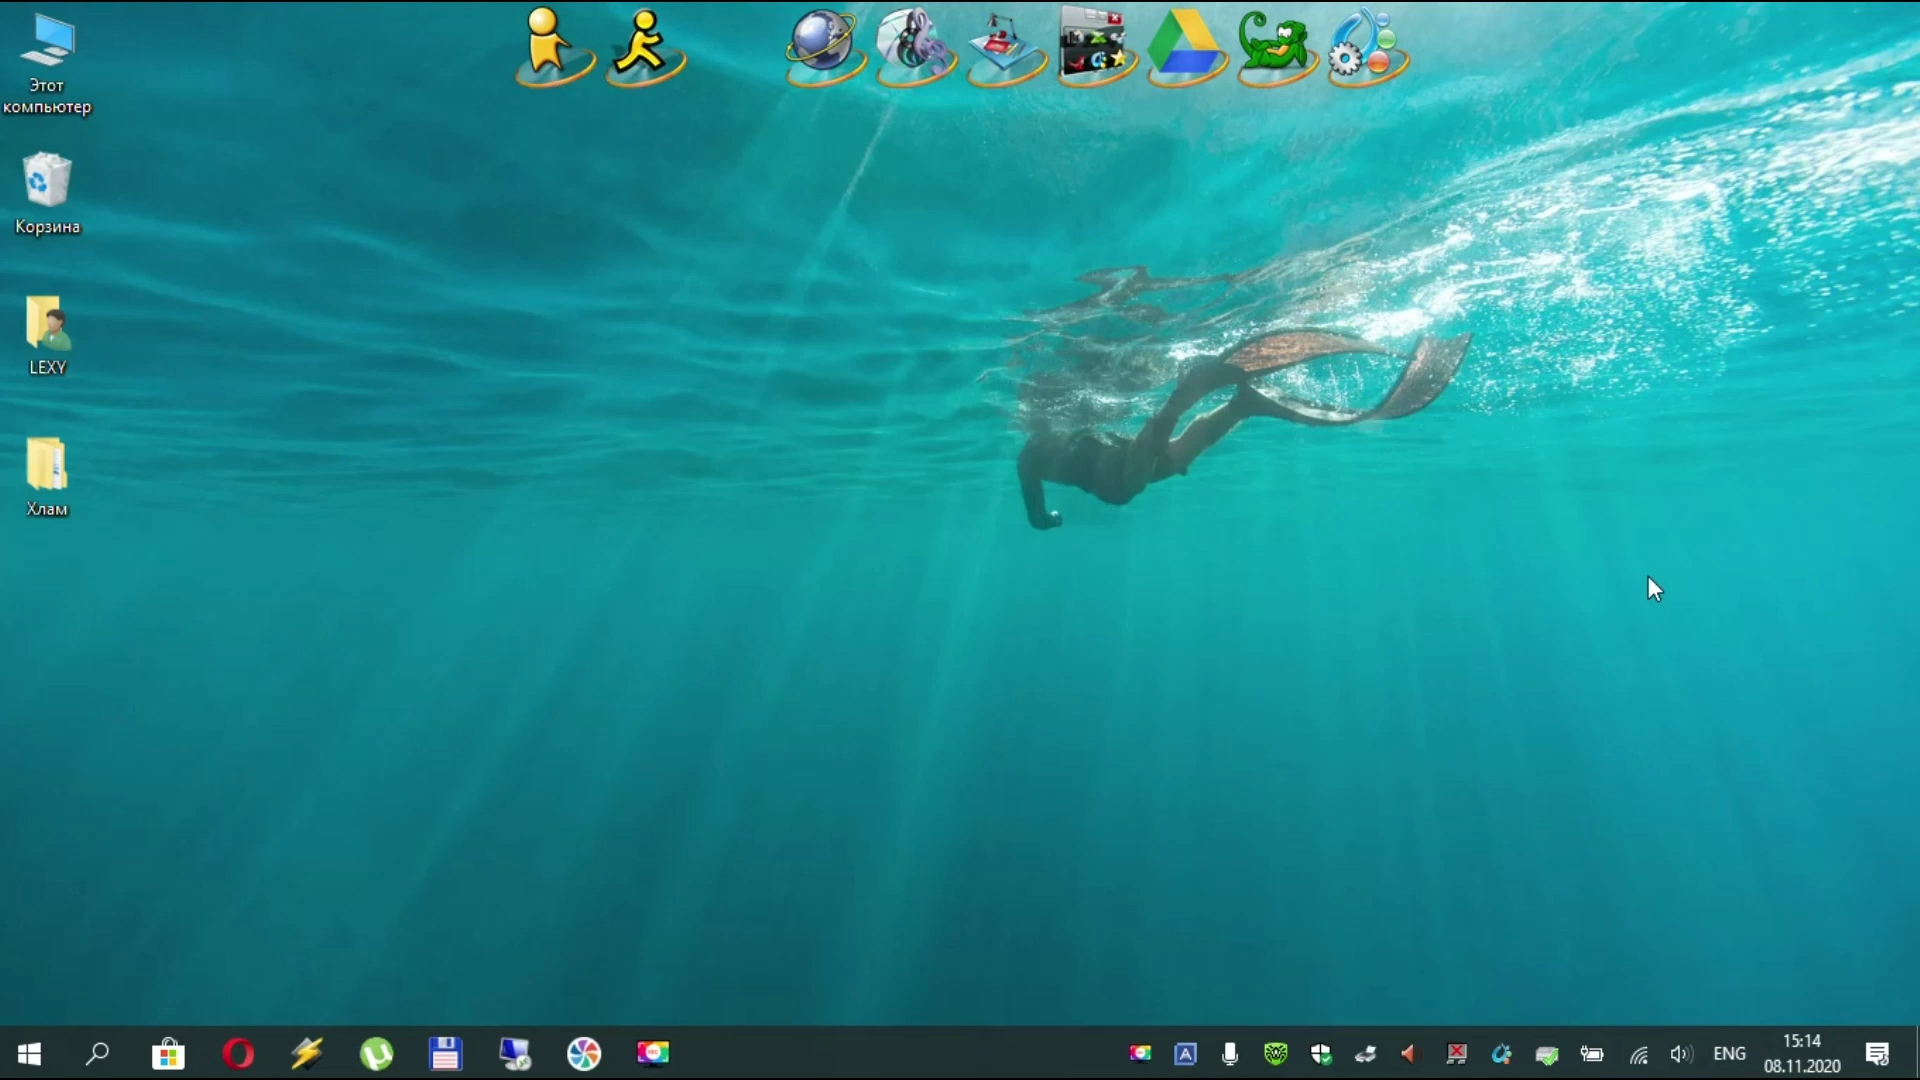 Этот
компьютер
Корзина
LEXY
Хлам
ENG
15:14
08.11.2020